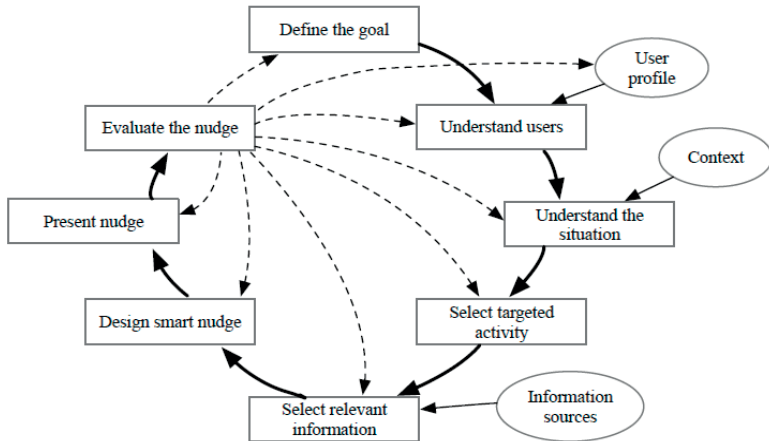 Define the goal
User
profile
Evaluate the nudge
Understand users
Context
Present nudge
Understand the
situation
Design smart nudge
Select targeted
activity
Select relevant
information
Information
sources